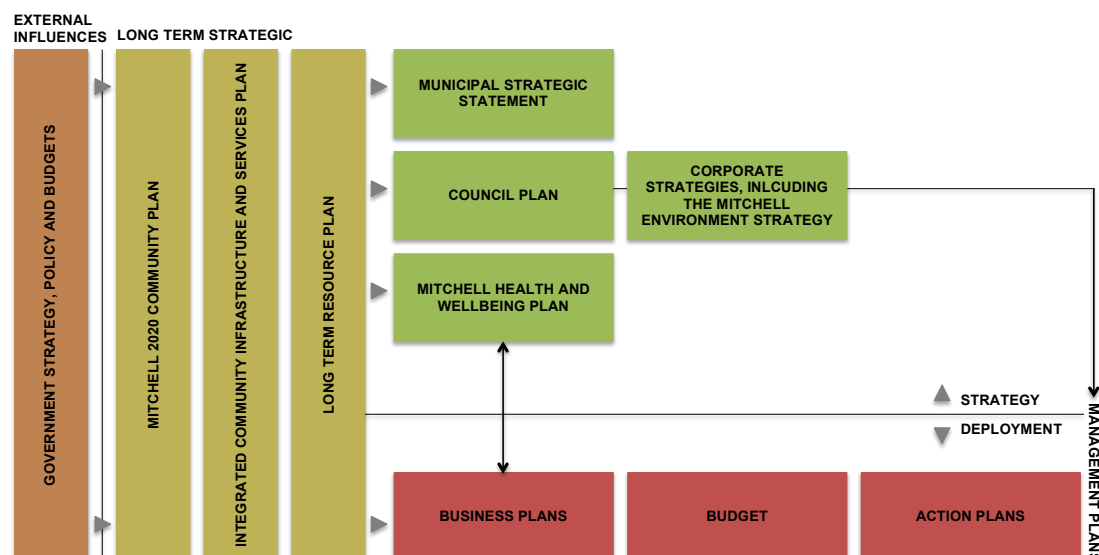 EXTERNAL
INFLUENCES
LONG TERM STRATEGIC
GOVERNMENT STRATEGY, POLICY AND BUDGETS
MITCHELL 2020 COMMUNITY PLAN
INTEGRATED COMMUNITY INFRASTRUCTURE AND SERVICES PLAN
LONG TERM RESOURCE PLAN
MUNICIPAL STRATEGIC
STATEMENT
COUNCIL PLAN
CORPORATE
STRATEGIES, INLCUDING
THE MITCHELL
ENVIRONMENT STRATEGY
MITCHELL HEALTH AND
WELLBEING PLAN
STRATEGY
DEPLOYMENT
MANAGEMENT PLANS
BUSINESS PLANS
BUDGET
ACTION PLANS